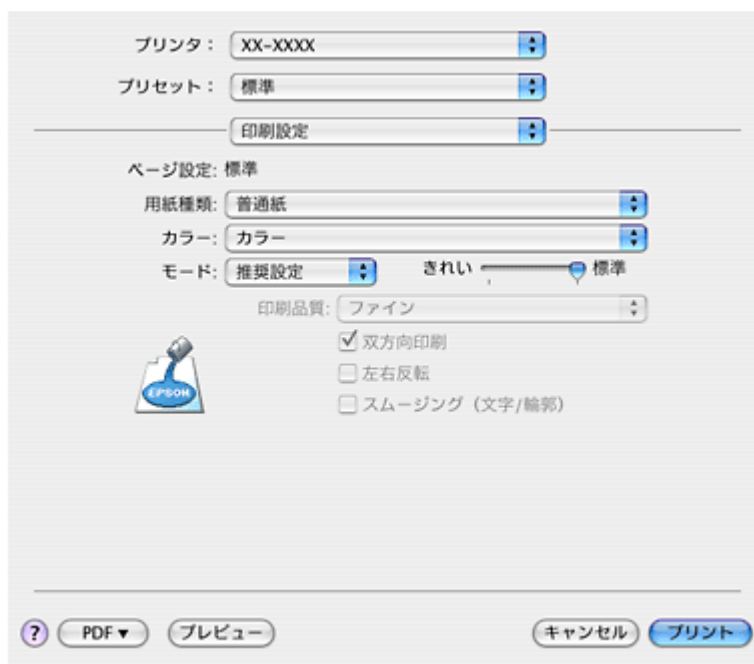 プリンタ： XX-XXXX
プリセット： 標準
印刷設定
ページ設定: 標準
用紙種類: 普通紙
カラー: カラー
モード: 推奨設定 きれい 標準
印刷品質: ファイン
双方向印刷
左右反転
スムージング（文字/輪郭）
EPSON
? PDF▼ プレビュー キャンセル プリント